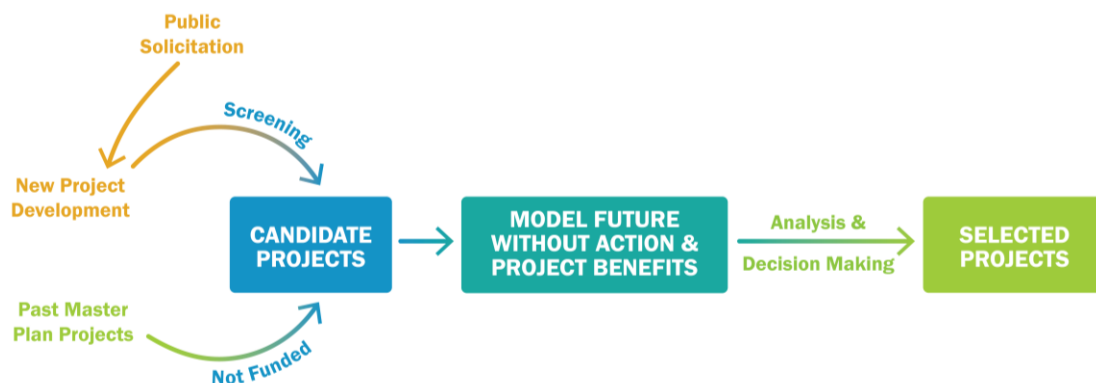 Public
Solicitation
Screening
New Project
Development
CANDIDATE
PROJECTS
MODEL FUTURE
WITHOUT ACTION &
PROJECT BENEFITS
Analysis &
Decision Making
SELECTED
PROJECTS
Past Master
Plan Projects
Not Funded